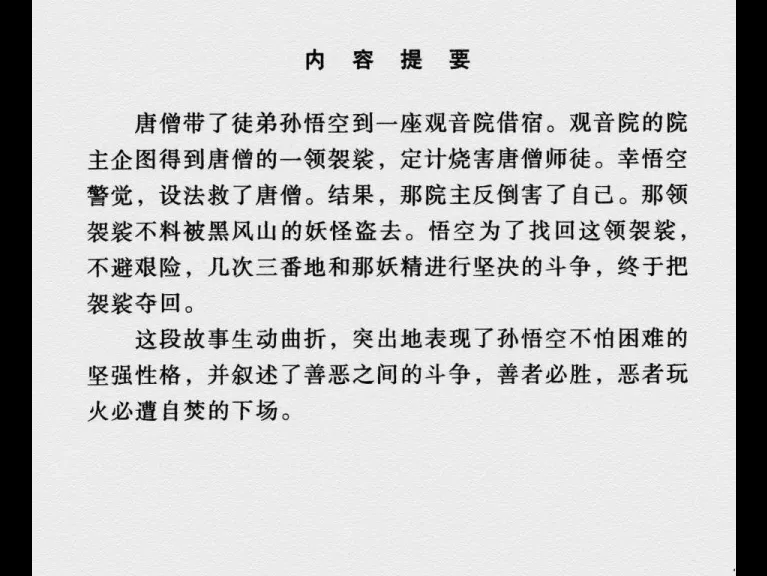 内 容 提 要
唐僧带了徒弟孙悟空到一座观音院借宿。观音院的院
主企图得到唐僧的一领袈裟，定计烧害唐僧师徒。幸悟空
警觉，设法救了唐僧。结果，那院主反倒害了自己。那领
袈裟不料被黑风山的妖怪盗去。悟空为了找回这领袈裟，
不避艰险，几次三番地和那妖精进行坚决的斗争，终于把
袈裟夺回。
这段故事生动曲折，突出地表现了孙悟空不怕困难的
坚强性格，并叙述了善恶之间的斗争，善者必胜，恶者玩
火必遭自焚的下场。